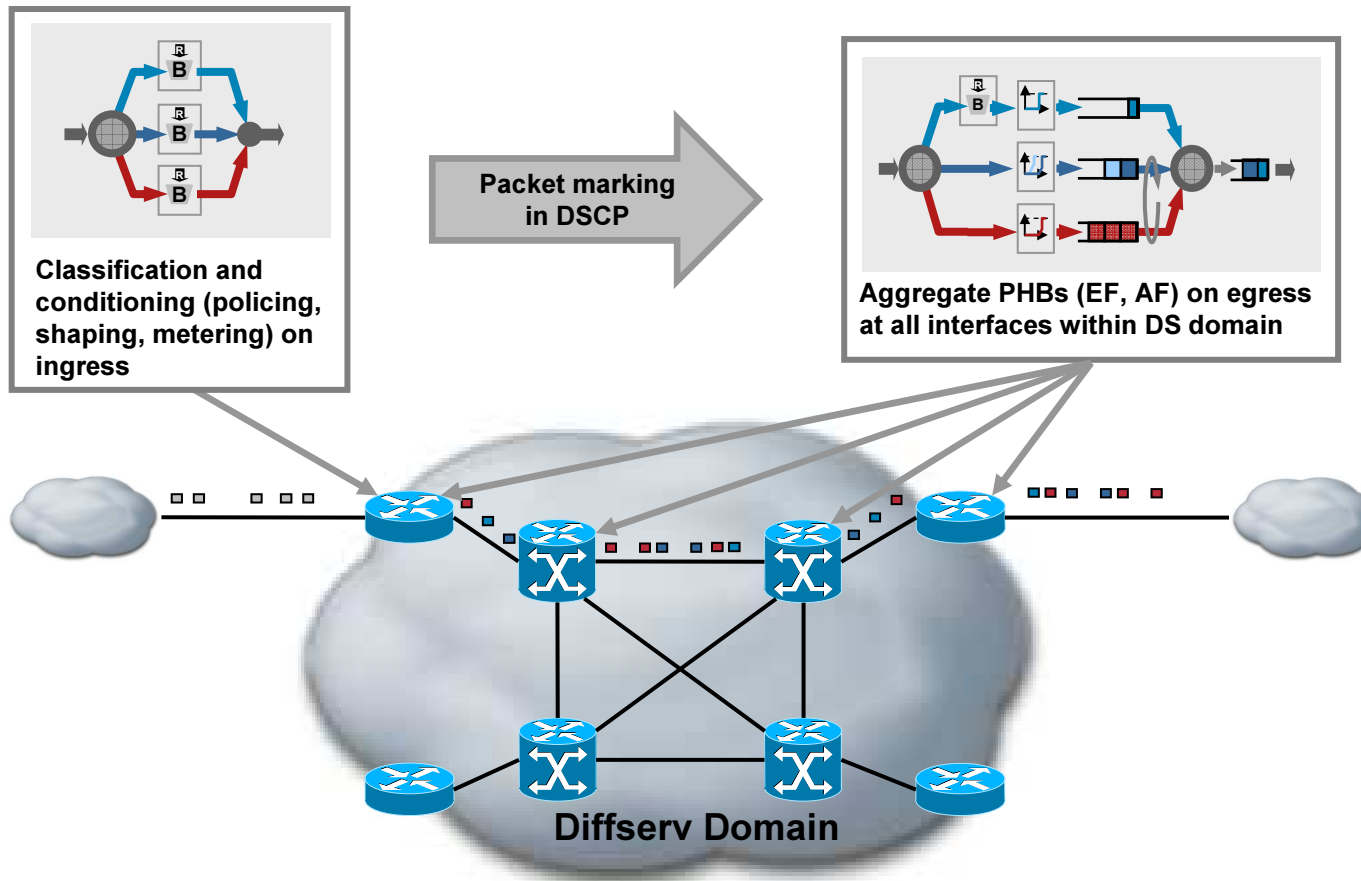 R
B
R
B
R
B
Classification and
conditioning (policing,
shaping, metering) on
ingress
Packet marking
in DSCP
R
B
Aggregate PHBs (EF, AF) on egress
at all interfaces within DS domain
Diffserv Domain